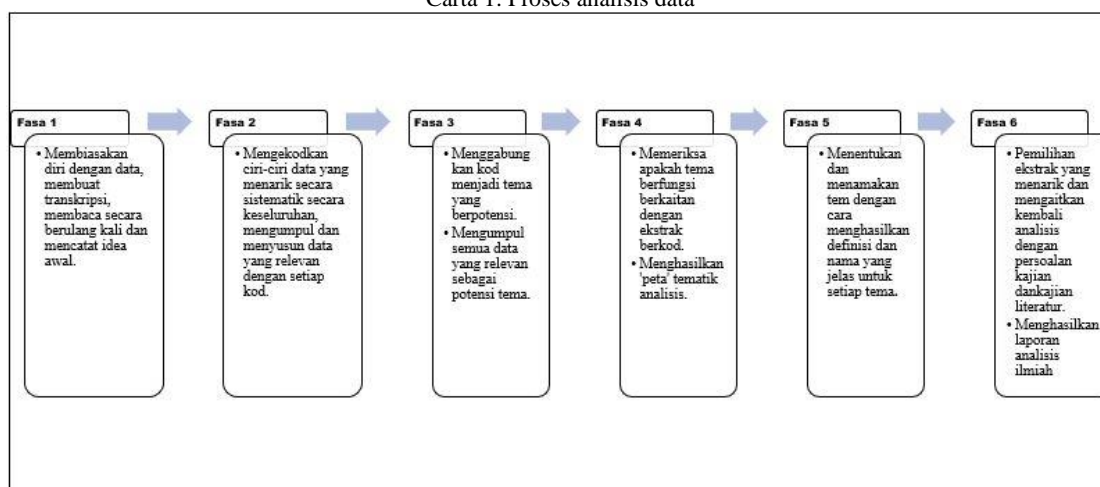 Carta 1: Proses analisis data
Fasa 1
• Membiasakan
diri dengan data,
membuat
transkripsi,
membaca secara
berulang kali dan
mencatat idea
awal.
Fasa 2
• Mengekodkan
ciri-ciri data yang
menarik secara
sistematik secara
keseluruhan,
mengumpul dan
menyusun data
yang relevan
dengan setiap
kod.
Fasa 3
• Menggabung
kan kod
menjadi tema
yang
berpotensi.
• Mengumpul
semua data
yang relevan
sebagai
potensi tema.
Fasa 4
• Memeriksa
apakah tema
berfungsi
berkaitan
dengan
ekstrak
berkod.
• Menghasilkan
'peta' tematik
analisis.
Fasa 5
• Menentukan
dan
menamakan
tem dengan
cara
menghasilkan
definisi dan
nama yang
jelas untuk
setiap tema.
Fasa 6
• Pemilihan
ekstrak yang
menarik dan
mengaitkan
kembali
analisis
dengan
persoalan
kajian
dankajian
literatur.
• Menghasilkan
laporan
analisis
ilmiah